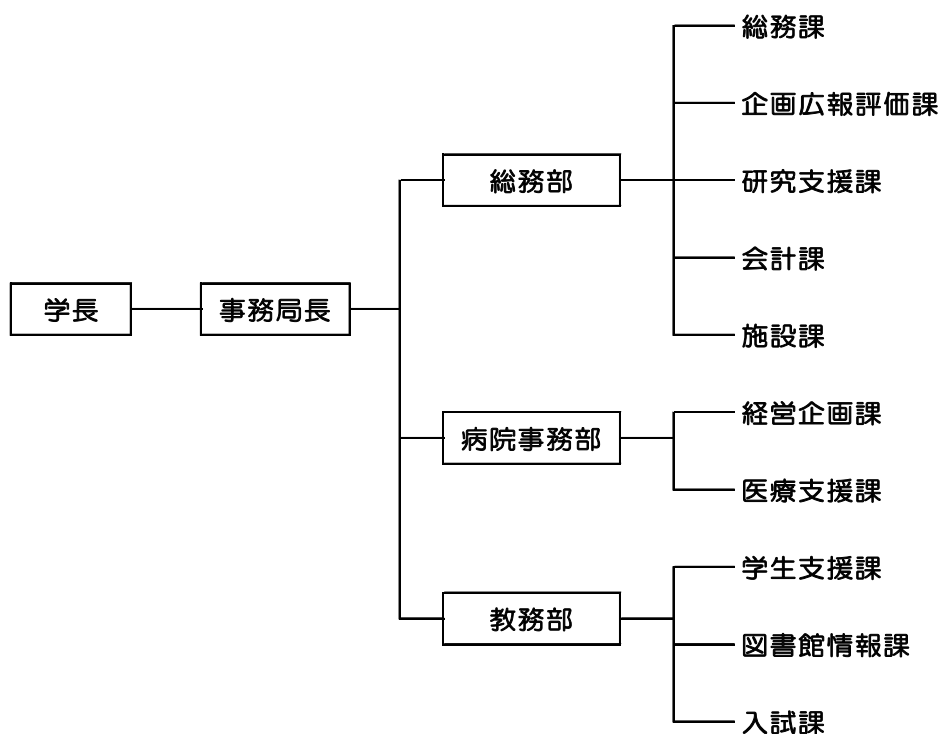 学長
事務局長
総務部
総務課
企画広報評価課
研究支援課
会計課
施設課
病院事務部
経営企画課
医療支援課
教務部
学生支援課
図書館情報課
入試課